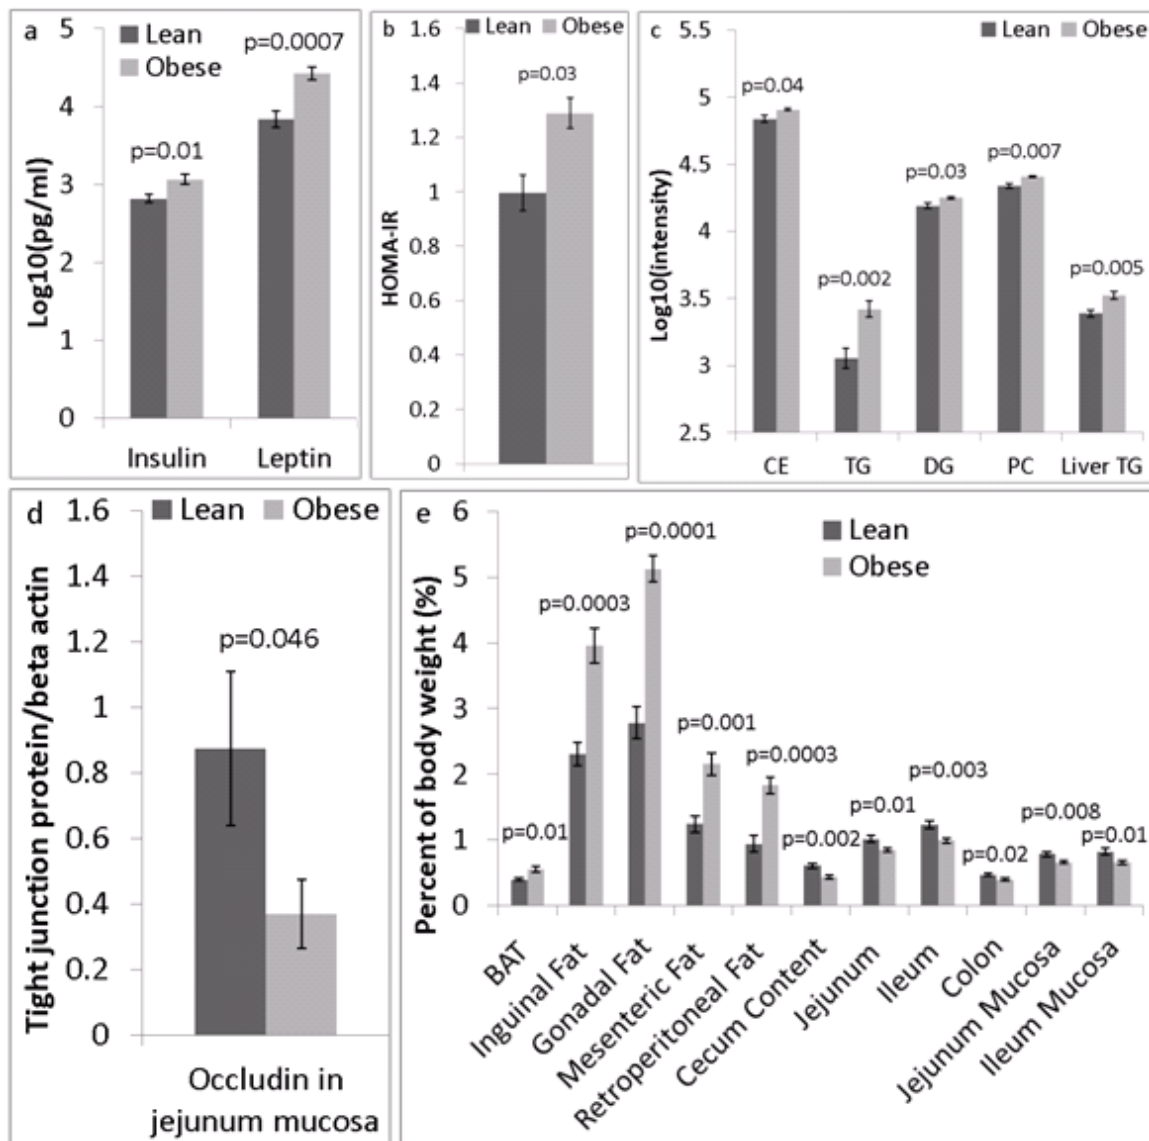 a
Lean
Obese
p=0.0007
p=0.01
Log10(pg/ml)
5
4
3
2
1
0
Insulin
Leptin
b
Lean
Obese
p=0.03
HOMA-IR
1.6
1.4
1.2
1
0.8
0.6
0.4
0.2
0
c
Lean
Obese
p=0.04
p=0.002
p=0.03
p=0.007
p=0.005
Log10(intensity)
5.5
5
4.5
4
3.5
3
2.5
CE
TG
DG
PC
Liver TG
d
Lean
Obese
p=0.046
Tight junction protein/beta actin
1.6
1.4
1.2
1
0.8
0.6
0.4
0.2
0
Occludin in
jejunum mucosa
e
Lean
Obese
Percent of body weight (%)
6
5
4
3
2
1
0
p=0.01
p=0.0003
p=0.0001
p=0.001
p=0.0003
p=0.002
p=0.01
p=0.003
p=0.02
p=0.008
p=0.01
BAT
Inguinal Fat
Gonadal Fat
Mesenteric Fat
Retroperitoneal Fat
Cecum Content
Jejunum
Ileum
Colon
Jejunum Mucosa
Ileum Mucosa